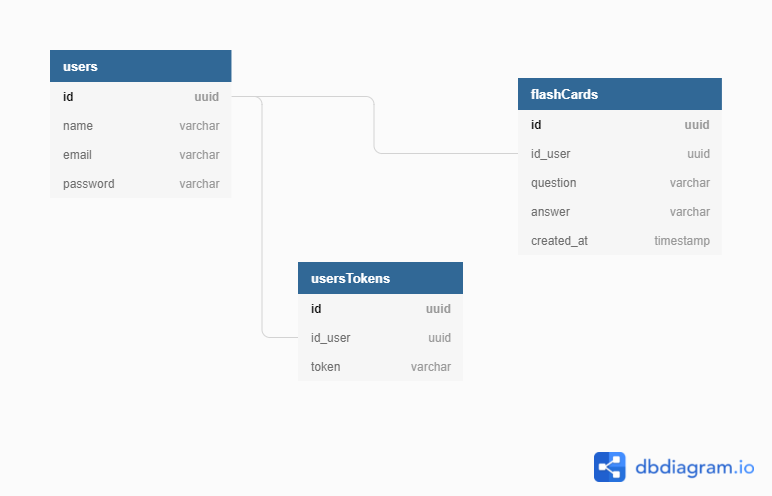 users
id uuid
name varchar
email varchar
password varchar
flashCards
id uuid
id_user uuid
question varchar
answer varchar
created_at timestamp
usersTokens
id uuid
id_user uuid
token varchar
dbdiagram.io